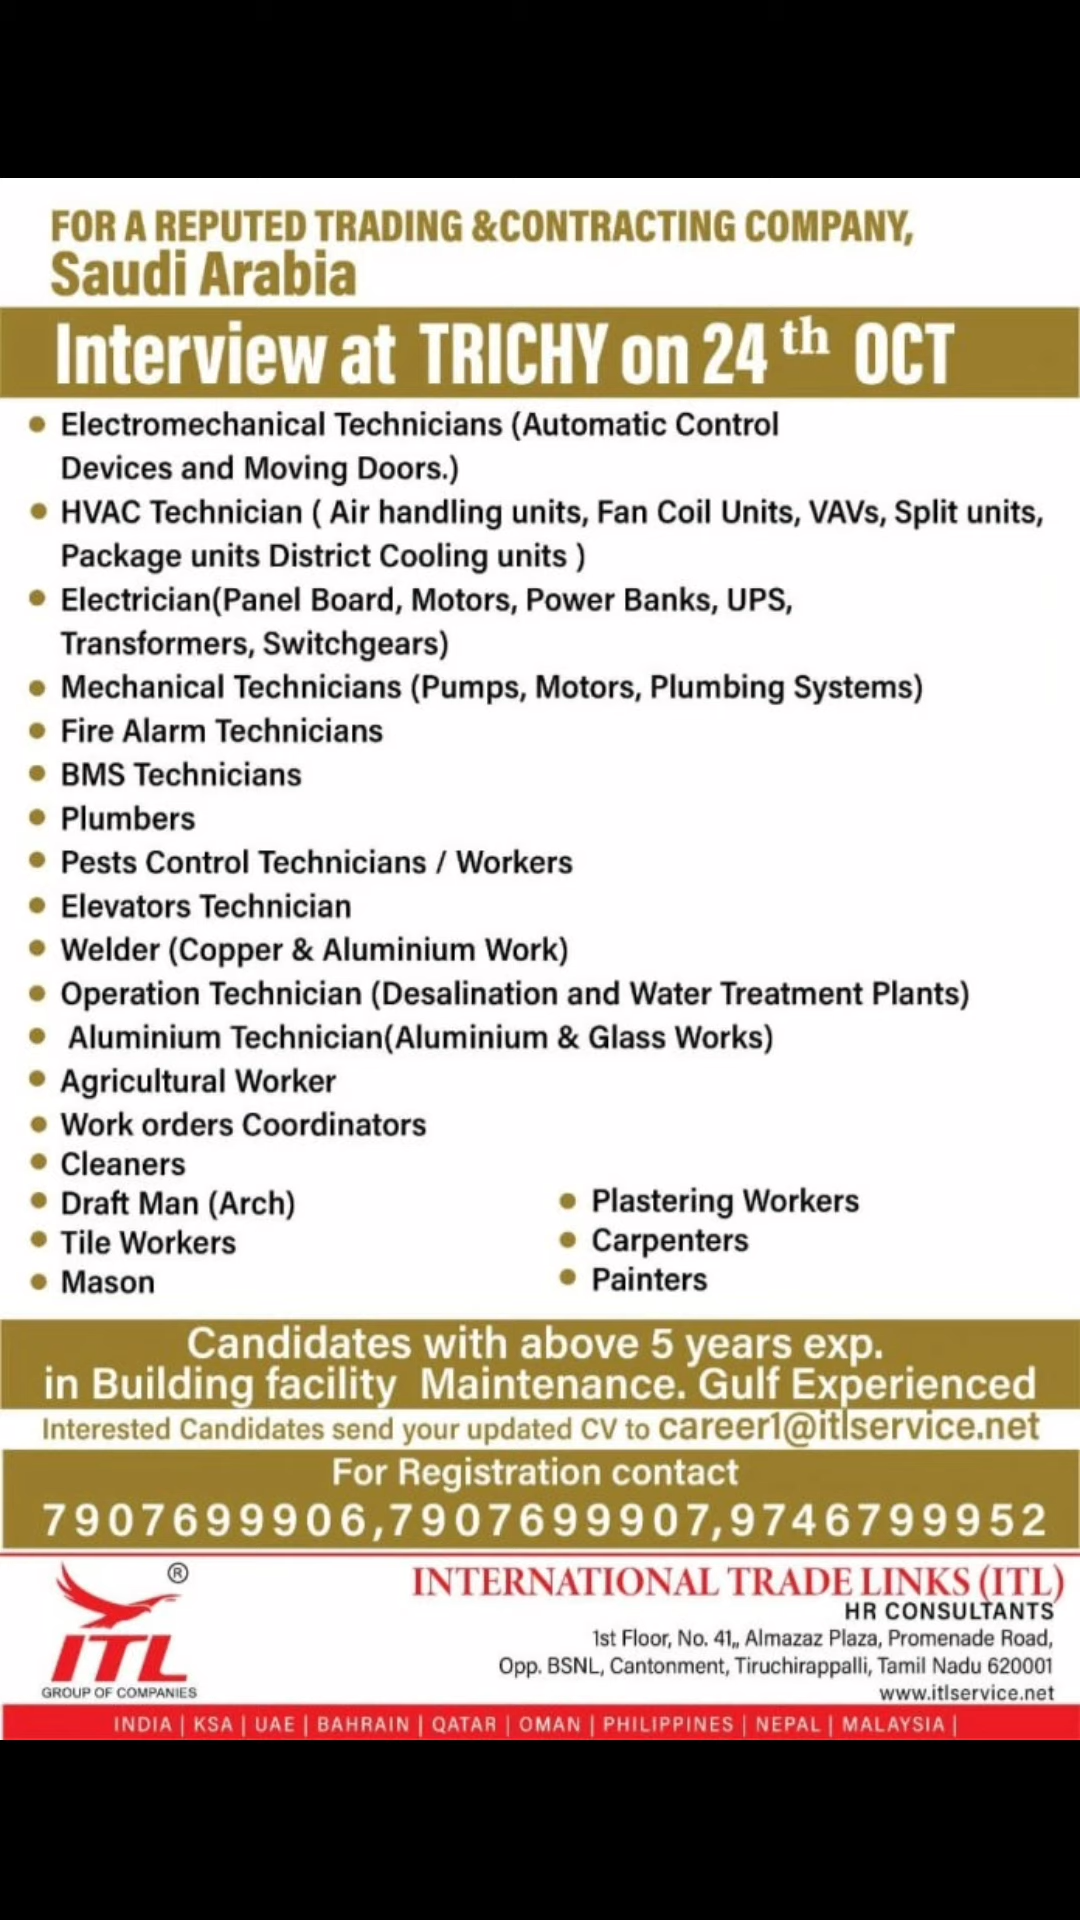 FOR A REPUTED TRADING &CONTRACTING COMPANY,
Saudi Arabia
Interview at TRICHY on 24 th OCT
Electromechanical Technicians (Automatic Control
Devices and Moving Doors.)
HVAC Technician ( Air handling units, Fan Coil Units, VAVs, Split units,
Package units District Cooling units )
Electrician(Panel Board, Motors, Power Banks, UPS,
Transformers, Switchgears)
Mechanical Technicians (Pumps, Motors, Plumbing Systems)
Fire Alarm Technicians
BMS Technicians
Plumbers
Pests Control Technicians / Workers
Elevators Technician
Welder (Copper & Aluminium Work)
Operation Technician (Desalination and Water Treatment Plants)
Aluminium Technician(Aluminium & Glass Works)
Agricultural Worker
Work orders Coordinators
Cleaners
Draft Man (Arch)
Tile Workers
Mason
Plastering Workers
Carpenters
Painters
Candidates with above 5 years exp.
in Building facility Maintenance. Gulf Experienced
Interested Candidates send your updated CV to career1@itlservice.net
For Registration contact
7907699906,7907699907,9746799952
®
ITL
GROUP OF COMPANIES
INTERNATIONAL TRADE LINKS (ITL)
HR CONSULTANTS
1st Floor, No. 41,, Almazaz Plaza, Promenade Road,
Opp. BSNL, Cantonment, Tiruchirappalli, Tamil Nadu 620001
www.itlservice.net
INDIA | KSA | UAE | BAHRAIN | QATAR | OMAN | PHILIPPINES | NEPAL | MALAYSIA |